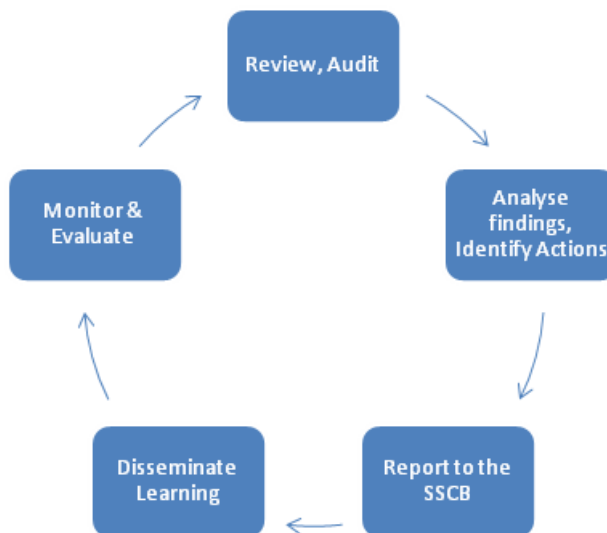 Review, Audit
Analyse
findings,
Identify Actions
Report to the
SSCB
Disseminate
Learning
Monitor &
Evaluate